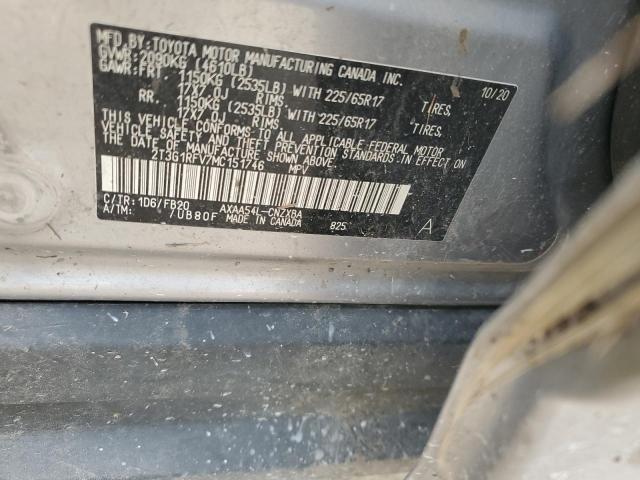 MFD. BY: TOYOTA MOTOR MANUFACTURING CANADA INC.
GVWR: 2090KG (4610LB) 10/20
GAWR: FRT. 1150KG (2535LB) WITH 225/65R17 TIRES,
17X7.0J RIMS
RR. 1150KG (2535LB) WITH 225/65R17 TIRES,
17X7.0J RIMS
THIS VEHICLE CONFORMS TO ALL APPLICABLE FEDERAL MOTOR
VEHICLE SAFETY AND THEFT PREVENTION STANDARDS IN EFFECT ON
THE DATE OF MANUFACTURE SHOWN ABOVE.
2T3G1RFV7MC151746 MPV
C/TR: 1D6/FB20 AXAA54L-CNZXBA
A/TM: /UB80F MADE IN CANADA 825 A